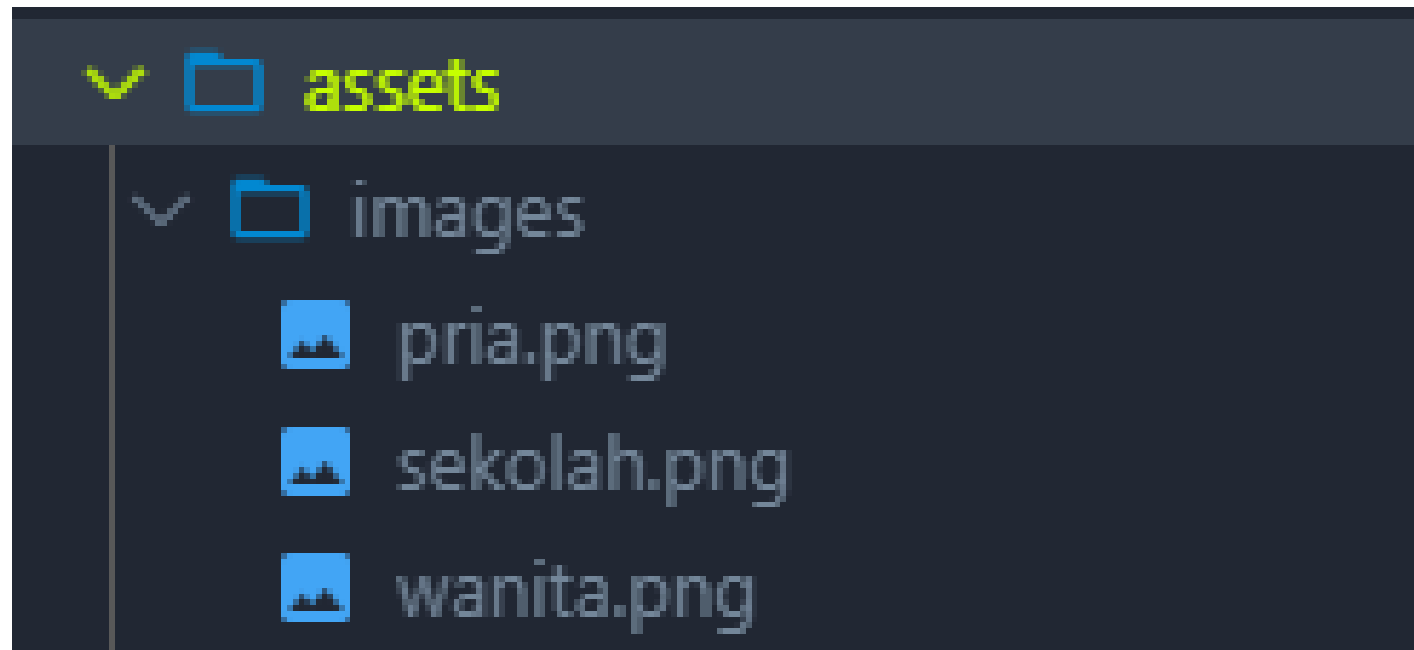 assets
images
pria.png
sekolah.png
wanita.png